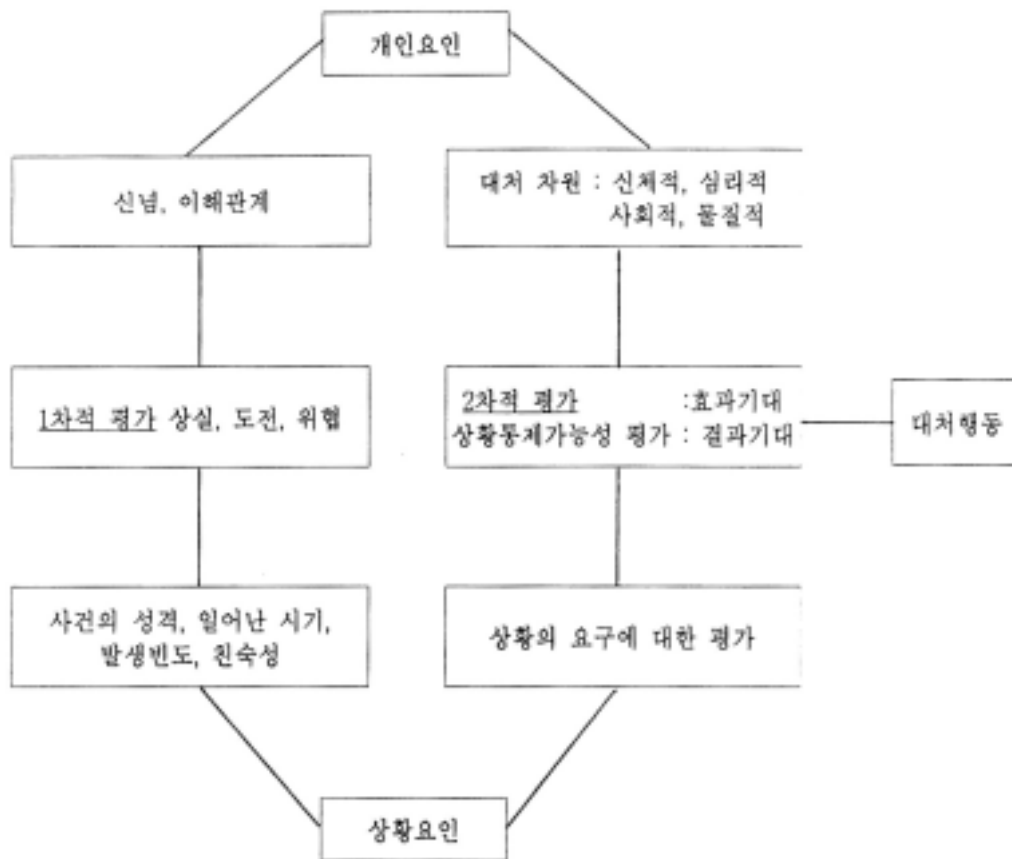 개인요인
신념, 이해관계
대처 차원 : 신체적, 심리적
사회적, 물질적
1차적 평가 상실, 도전, 위협
2차적 평가 :효과기대
상황통제가능성 평가 : 결과기대
대처행동
사건의 성격, 일어난 시기,
발생빈도, 친숙성
상황의 요구에 대한 평가
상황요인